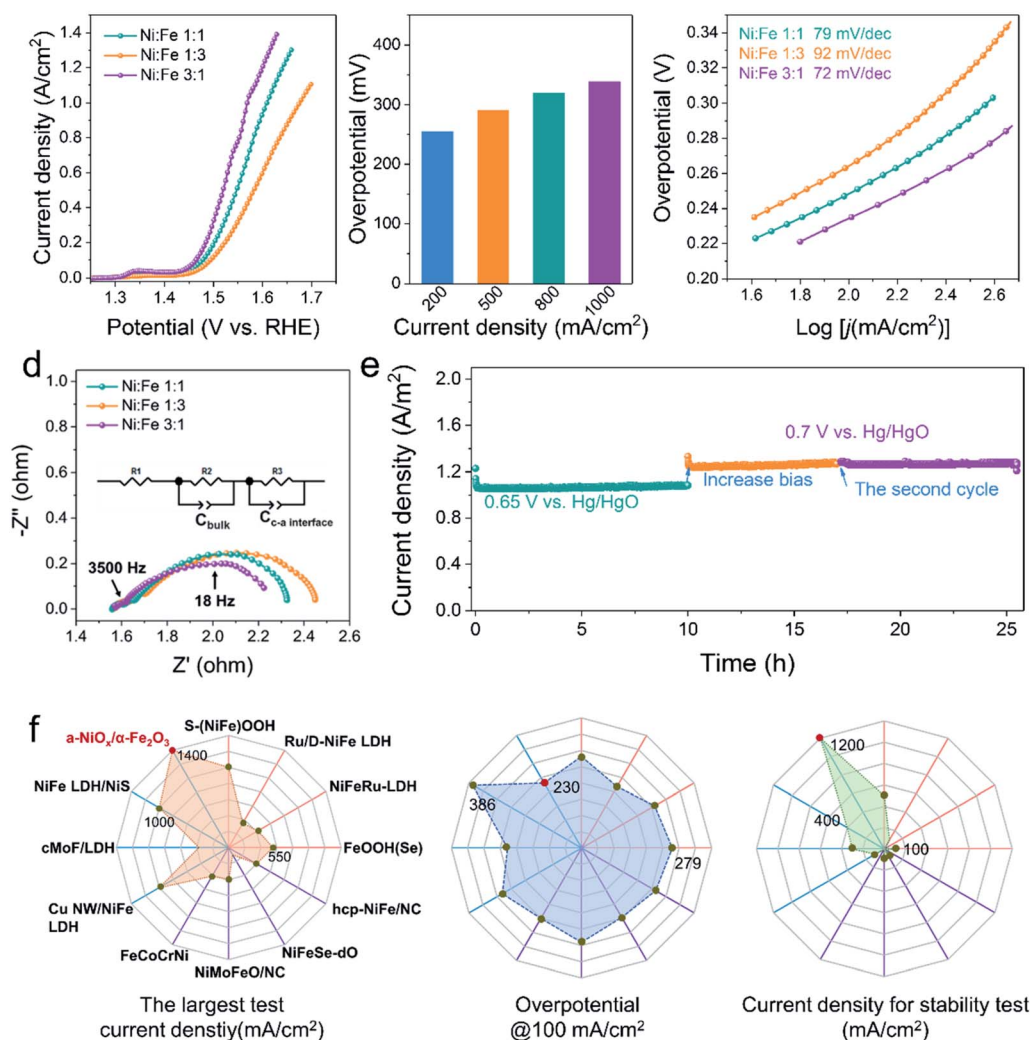 Ni:Fe 1:1
Ni:Fe 1:3
Ni:Fe 3:1
Current density (A/cm²)
1.4
1.2
1.0
0.8
0.6
0.4
0.2
0.0
1.3 1.4 1.5 1.6 1.7
Potential (V vs. RHE)
Overpotential (mV)
400
300
200
100
0
200 500 800 1000
Current density (mA/cm²)
Ni:Fe 1:1 79 mV/dec
Ni:Fe 1:3 92 mV/dec
Ni:Fe 3:1 72 mV/dec
Overpotential (V)
0.34
0.32
0.30
0.28
0.26
0.24
0.22
0.20
1.6 1.8 2.0 2.2 2.4 2.6
Log [j(mA/cm²)]
d
Ni:Fe 1:1
Ni:Fe 1:3
Ni:Fe 3:1
-Z'' (ohm)
1.0
0.8
0.6
0.4
0.2
0.0
R1 R2 R3
Cbulk Cc-a interface
3500 Hz
18 Hz
1.4 1.6 1.8 2.0 2.2 2.4 2.6
Z' (ohm)
e
Current density (A/m²)
2.0
1.6
1.2
0.8
0.4
0.0
0.7 V vs. Hg/HgO
0.65 V vs. Hg/HgO
Increase bias
The second cycle
0 5 10 15 20 25
Time (h)
f
S-(NiFe)OOH
a-NiOx/α-Fe2O3
Ru/D-NiFe LDH
1400
NiFe LDH/NiS
NiFeRu-LDH
1000
cMoF/LDH
550
FeOOH(Se)
Cu NW/NiFe
LDH
hcp-NiFe/NC
FeCoCrNi
NiFeSe-dO
NiMoFeO/NC
The largest test
current denstiy(mA/cm²)
386
230
279
Overpotential
@100 mA/cm²
1200
400
100
Current density for stability test
(mA/cm²)